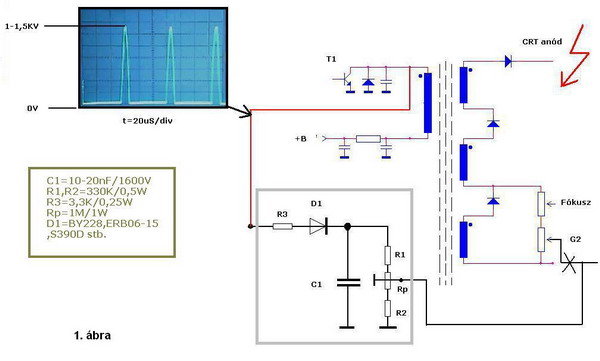 1-1,5KV
0V
t=20uS/div
T1
CRT anód
+B
C1=10-20nF/1600V
R1,R2=330K/0,5W
R3=3,3K/0,25W
Rp=1M/1W
D1=BY228,ERB06-15
,S390D stb.
D1
R3
R1
C1
Rp
R2
Fókusz
G2
1. ábra